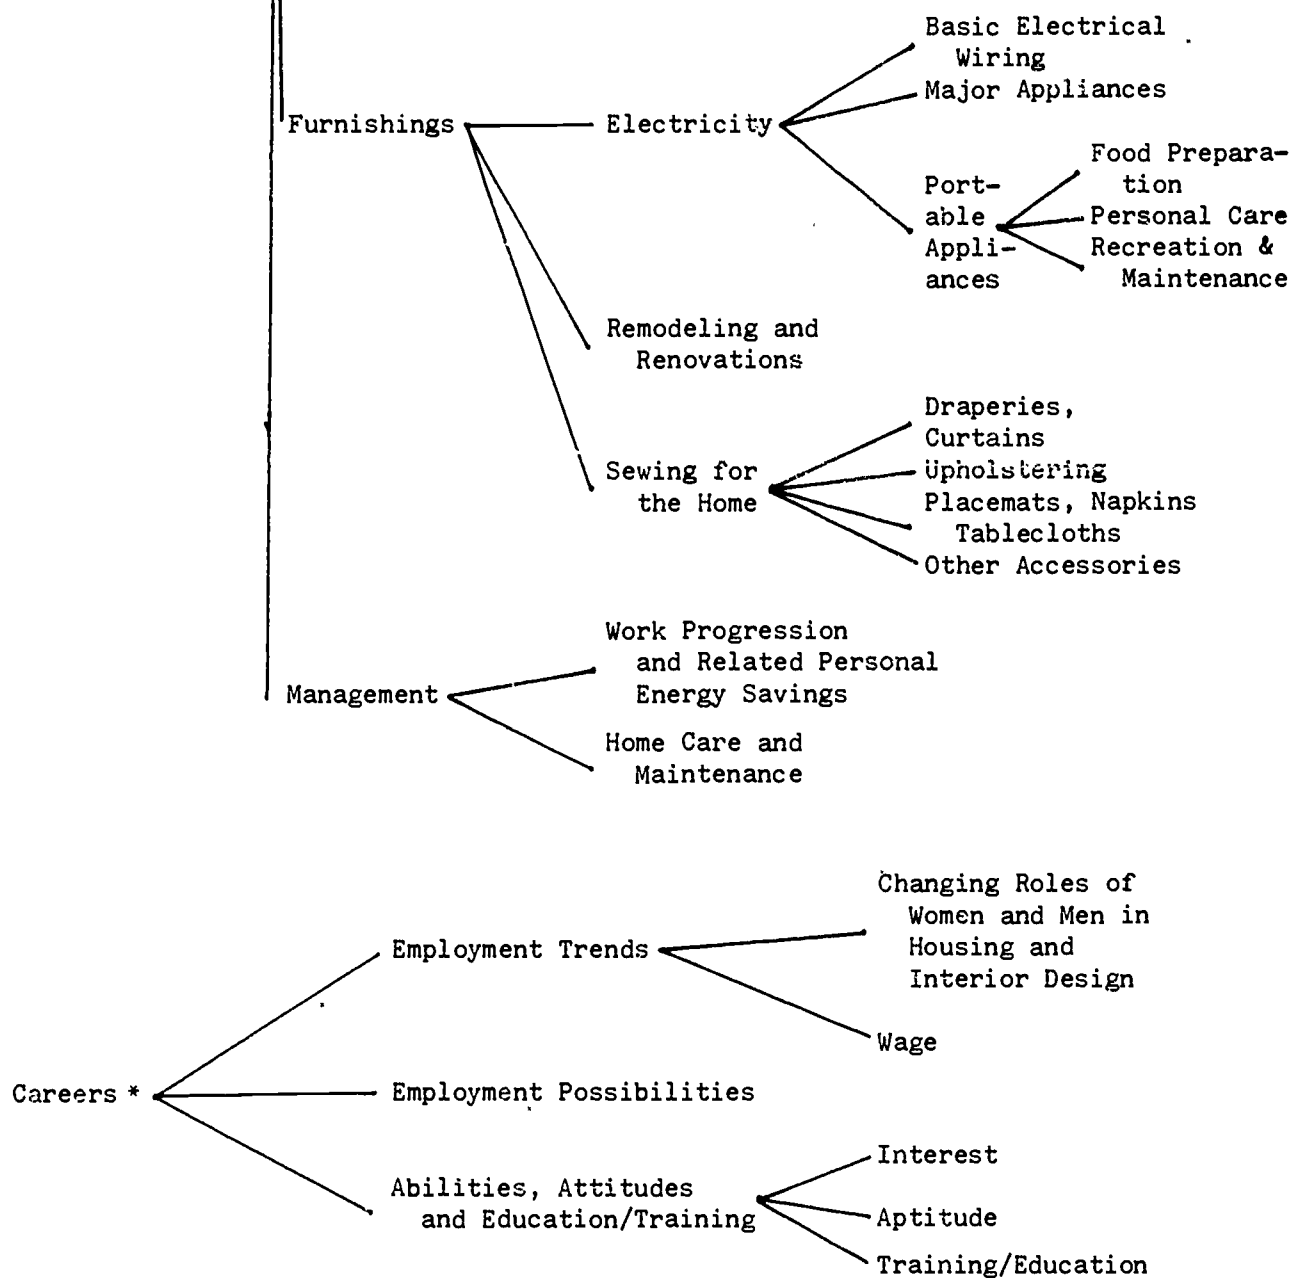 Basic Electrical
Wiring
Major Appliances
Furnishings
Electricity
Food Prepara-
tion
Port-
able
Appli-
ances
Personal Care
Recreation &
Maintenance
Remodeling and
Renovations
Draperies,
Curtains
Sewing for
the Home
Upholstering
Placemats, Napkins
Tablecloths
Other Accessories
Work Progression
and Related Personal
Energy Savings
Management
Home Care and
Maintenance
Changing Roles of
Women and Men in
Housing and
Interior Design
Employment Trends
Wage
Careers *
Employment Possibilities
Interest
Abilities, Attitudes
and Education/Training
Aptitude
Training/Education